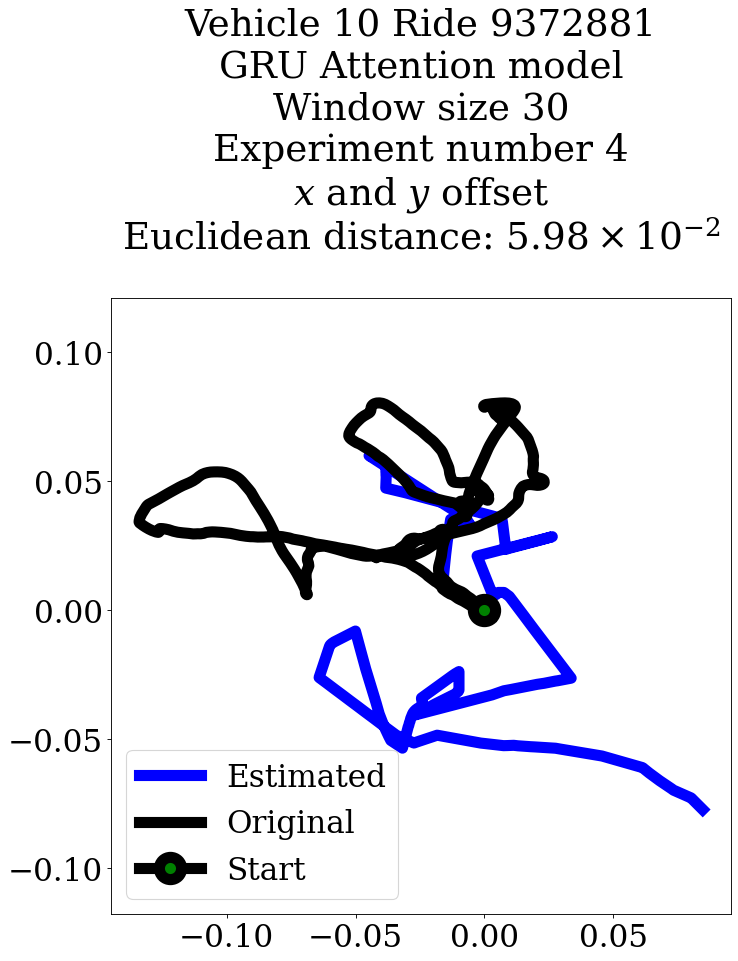 Vehicle 10 Ride 9372881
GRU Attention model
Window size 30
Experiment number 4
x and y offset
Euclidean distance: 5.98 × 10⁻²
0.10
0.05
0.00
−0.05
−0.10
Estimated
Original
Start
−0.10 −0.05 0.00 0.05